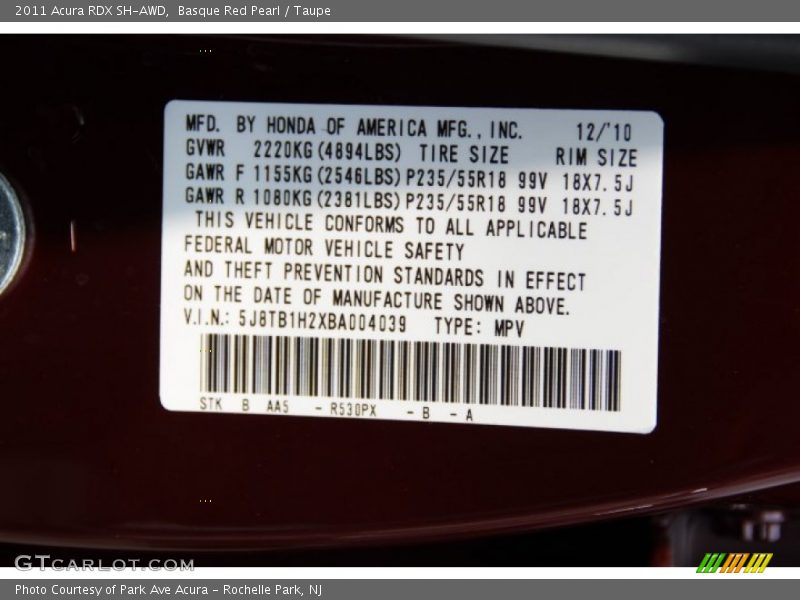 2011 Acura RDX SH-AWD,  Basque Red Pearl / Taupe
MFD. BY HONDA OF AMERICA MFG., INC. 12/'10
GVWR 2220KG(4894LBS) TIRE SIZE RIM SIZE
GAWR F 1155KG(2546LBS)P235/55R18 99V 18X7.5J
GAWR R 1080KG(2381LBS)P235/55R18 99V 18X7.5J
THIS VEHICLE CONFORMS TO ALL APPLICABLE
FEDERAL MOTOR VEHICLE SAFETY
AND THEFT PREVENTION STANDARDS IN EFFECT
ON THE DATE OF MANUFACTURE SHOWN ABOVE.
V.I.N.: 5J8TB1H2XBA004039 TYPE: MPV
STK B AA5 - R530PX - B - A
GTCARLOT.COM
Photo Courtesy of Park Ave Acura - Rochelle Park, NJ